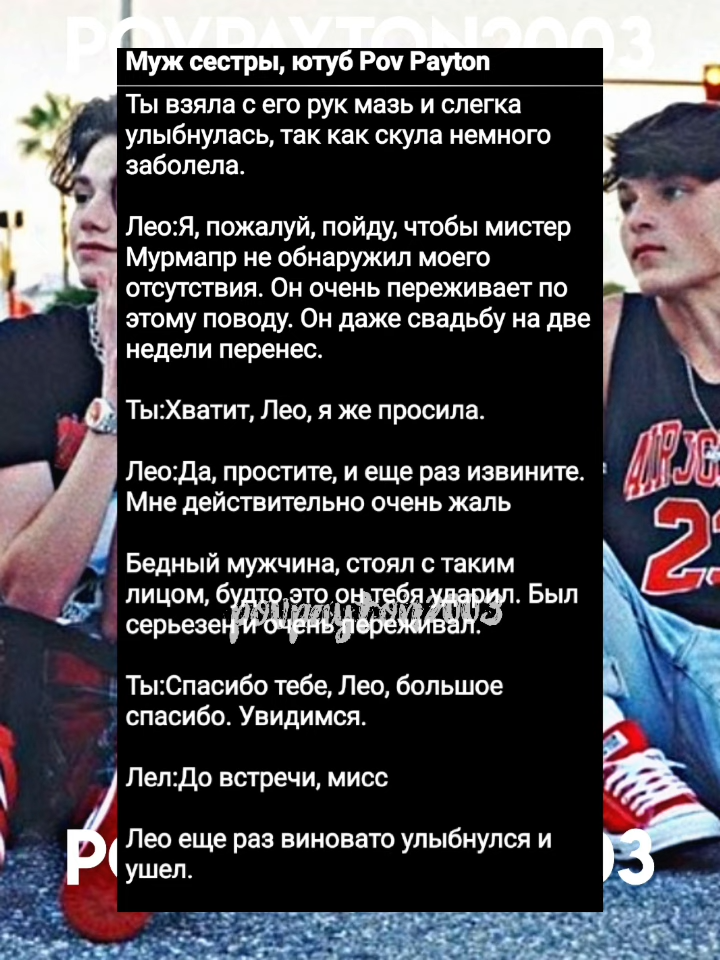 POVPAYTON2003
Муж сестры, ютуб Pov Payton
Ты взяла с его рук мазь и слегка
улыбнулась, так как скула немного
заболела.
Лео:Я, пожалуй, пойду, чтобы мистер
Мурмапр не обнаружил моего
отсутствия. Он очень переживает по
этому поводу. Он даже свадьбу на две
недели перенес.
Ты:Хватит, Лео, я же просила.
Лео:Да, простите, и еще раз извините.
Мне действительно очень жаль
Бедный мужчина, стоял с таким
лицом, будто это он тебя ударил. Был
povpayton2003
серьезен и очень переживал.
Ты:Спасибо тебе, Лео, большое
спасибо. Увидимся.
Лел:До встречи, мисс
Лео еще раз виновато улыбнулся и
ушел.